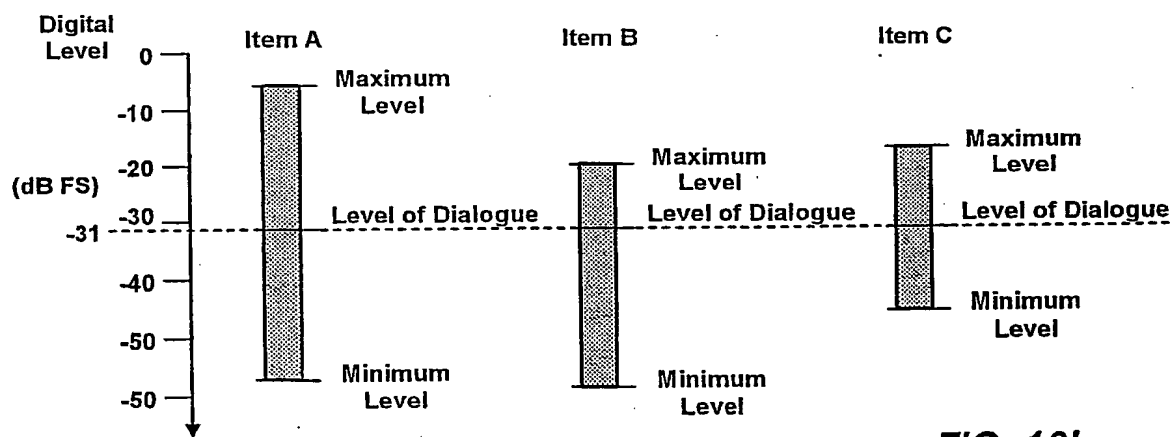 Digital
Level
Item A
Item B
Item C
0
Maximum
Level
-10
Maximum
Level
Maximum
Level
-20
(dB FS)
-30
Level of Dialogue
Level of Dialogue
Level of Dialogue
-31
-40
Minimum
Level
-50
Minimum
Level
Minimum
Level
-50